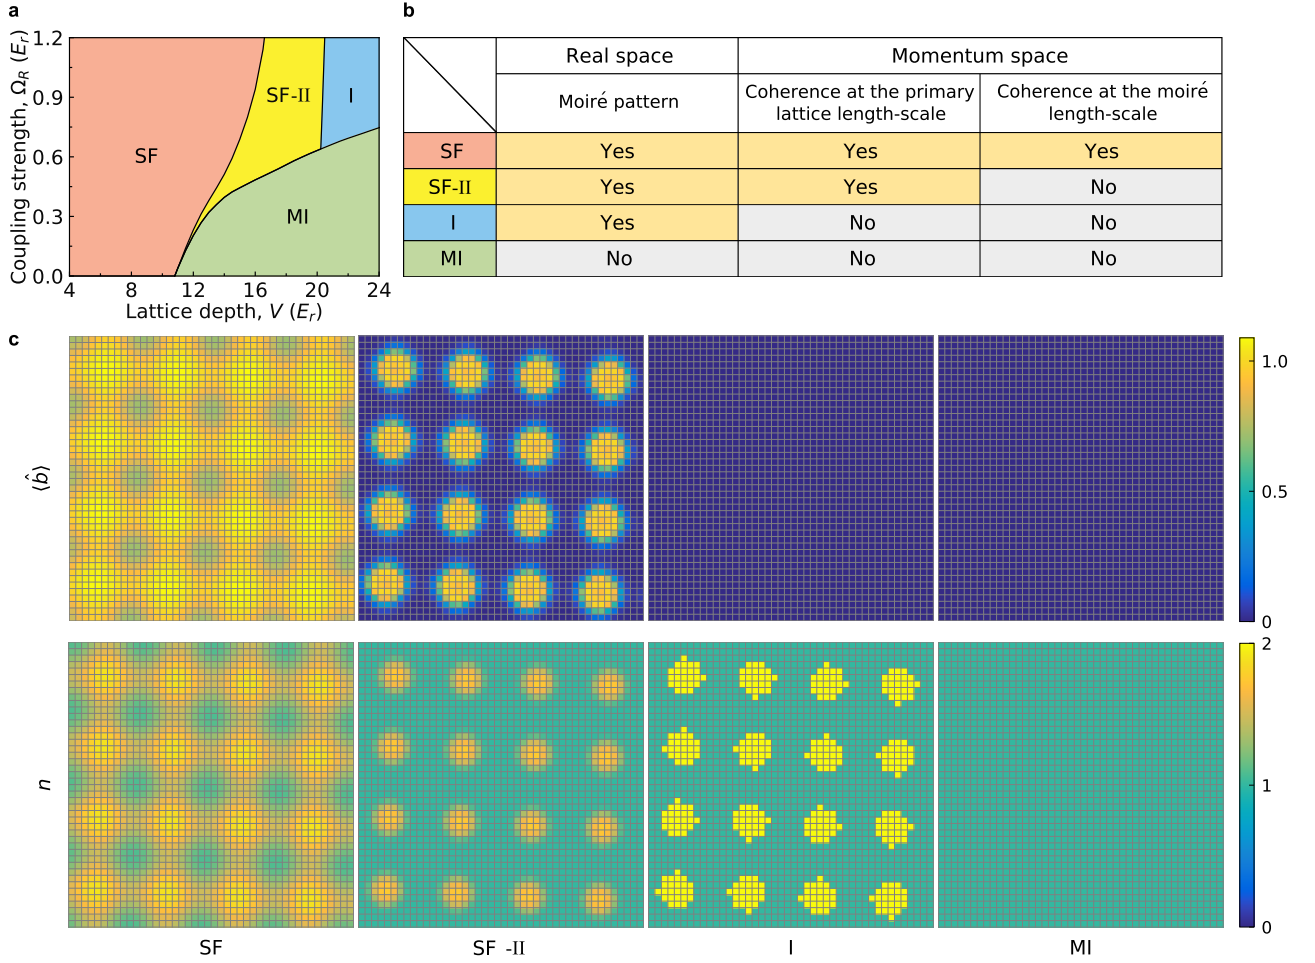 a
Coupling strength, Ω_R (E_r)
1.2
0.9
0.6
0.3
0.0
SF
SF-II
I
MI
4 8 12 16 20 24
Lattice depth, V (E_r)
b
Real space Momentum space
Moiré pattern
Coherence at the primary
lattice length-scale
Coherence at the moiré
length-scale
SF Yes Yes Yes
SF-II Yes Yes No
I Yes No No
MI No No No
c
⟨b̂⟩
1.0
0.5
0
n
2
1
0
SF SF -II I MI